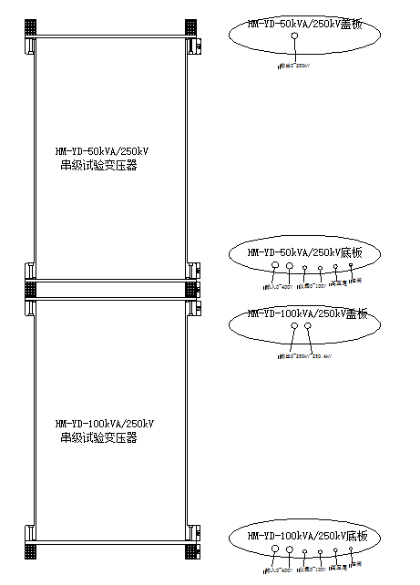 HM-YD-50kVA/250kV盖板
HM-YD-50kVA/250kV
串级试验变压器
HM-YD-50kVA/250kV底板
HM-YD-100kVA/250kV盖板
HM-YD-100kVA/250kV
串级试验变压器
HM-YD-100kVA/250kV底板